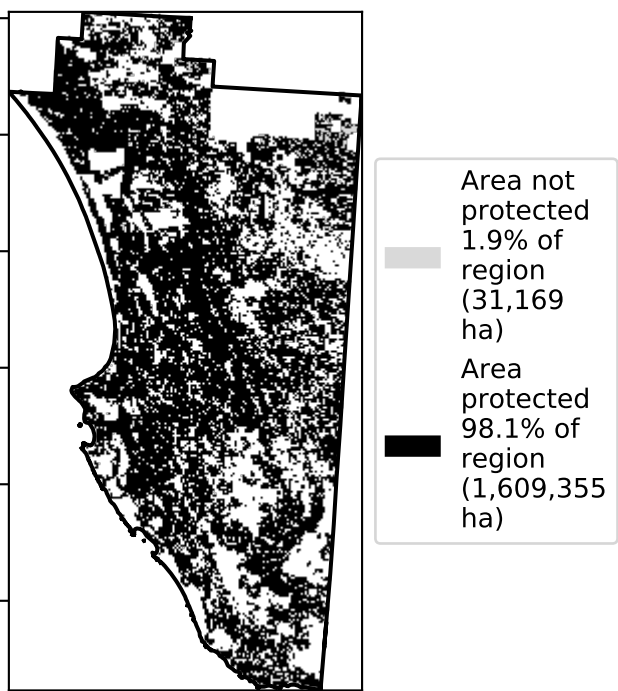 Area not
protected
1.9% of
region
(31,169
ha)
Area
protected
98.1% of
region
(1,609,355
ha)